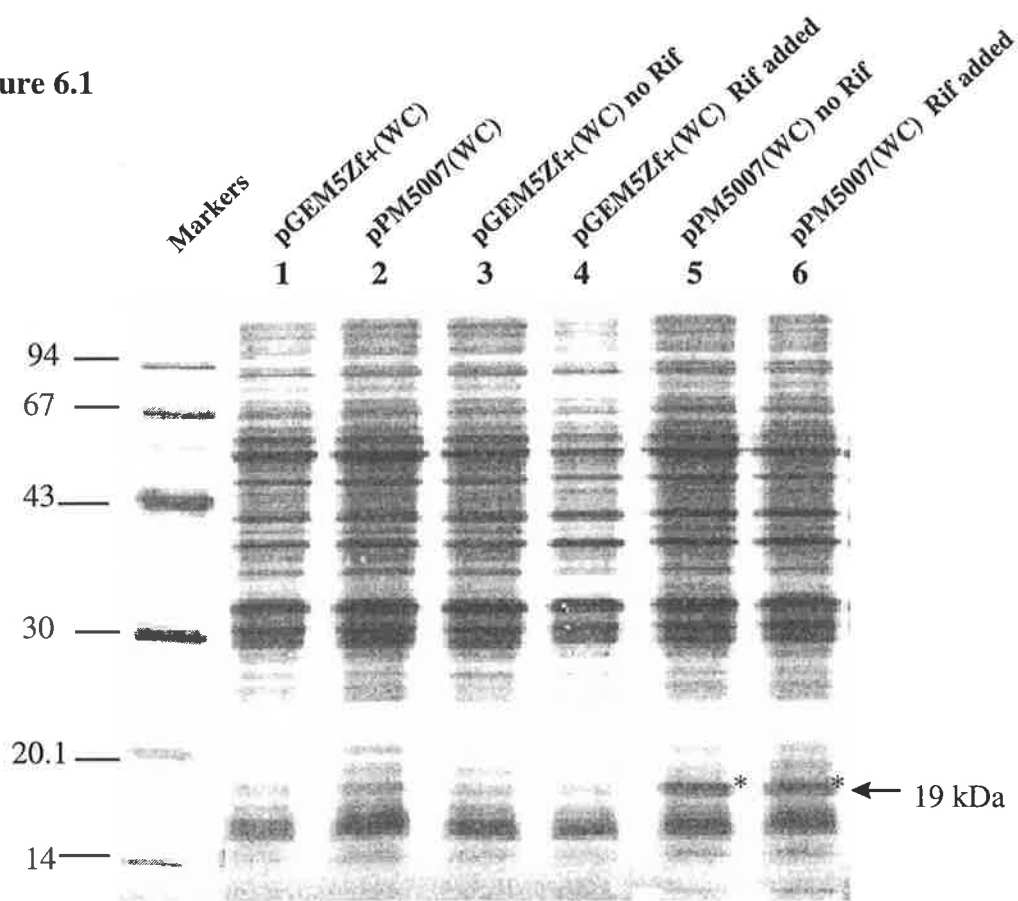 ure 6.1
Markers
pGEM5Zf+(WC)
pPM5007(WC)
pGEM5Zf+(WC) no Rif
pGEM5Zf+(WC) Rif added
pPM5007(WC) no Rif
pPM5007(WC) Rif added
1 2 3 4 5 6
94
67
43
30
20.1
* * 19 kDa
14